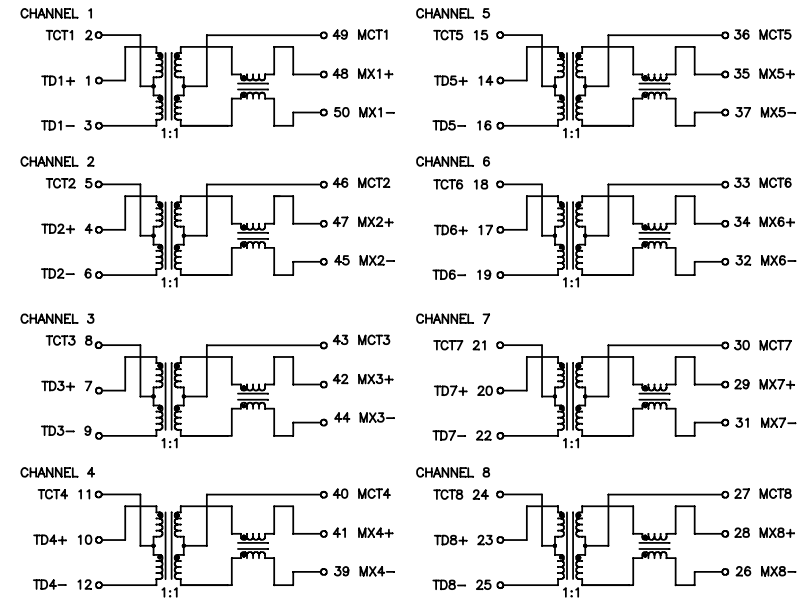 CHANNEL 1
TCT1 2 49 MCT1
TD1+ 1 48 MX1+
50 MX1-
TD1- 3
1:1
CHANNEL 2
TCT2 5 46 MCT2
TD2+ 4 47 MX2+
45 MX2-
TD2- 6
1:1
CHANNEL 3
TCT3 8 43 MCT3
TD3+ 7 42 MX3+
44 MX3-
TD3- 9
1:1
CHANNEL 4
TCT4 11 40 MCT4
TD4+ 10 41 MX4+
39 MX4-
TD4- 12
1:1
CHANNEL 5
TCT5 15 36 MCT5
TD5+ 14 35 MX5+
37 MX5-
TD5- 16
1:1
CHANNEL 6
TCT6 18 33 MCT6
TD6+ 17 34 MX6+
32 MX6-
TD6- 19
1:1
CHANNEL 7
TCT7 21 30 MCT7
TD7+ 20 29 MX7+
31 MX7-
TD7- 22
1:1
CHANNEL 8
TCT8 24 27 MCT8
TD8+ 23 28 MX8+
26 MX8-
TD8- 25
1:1